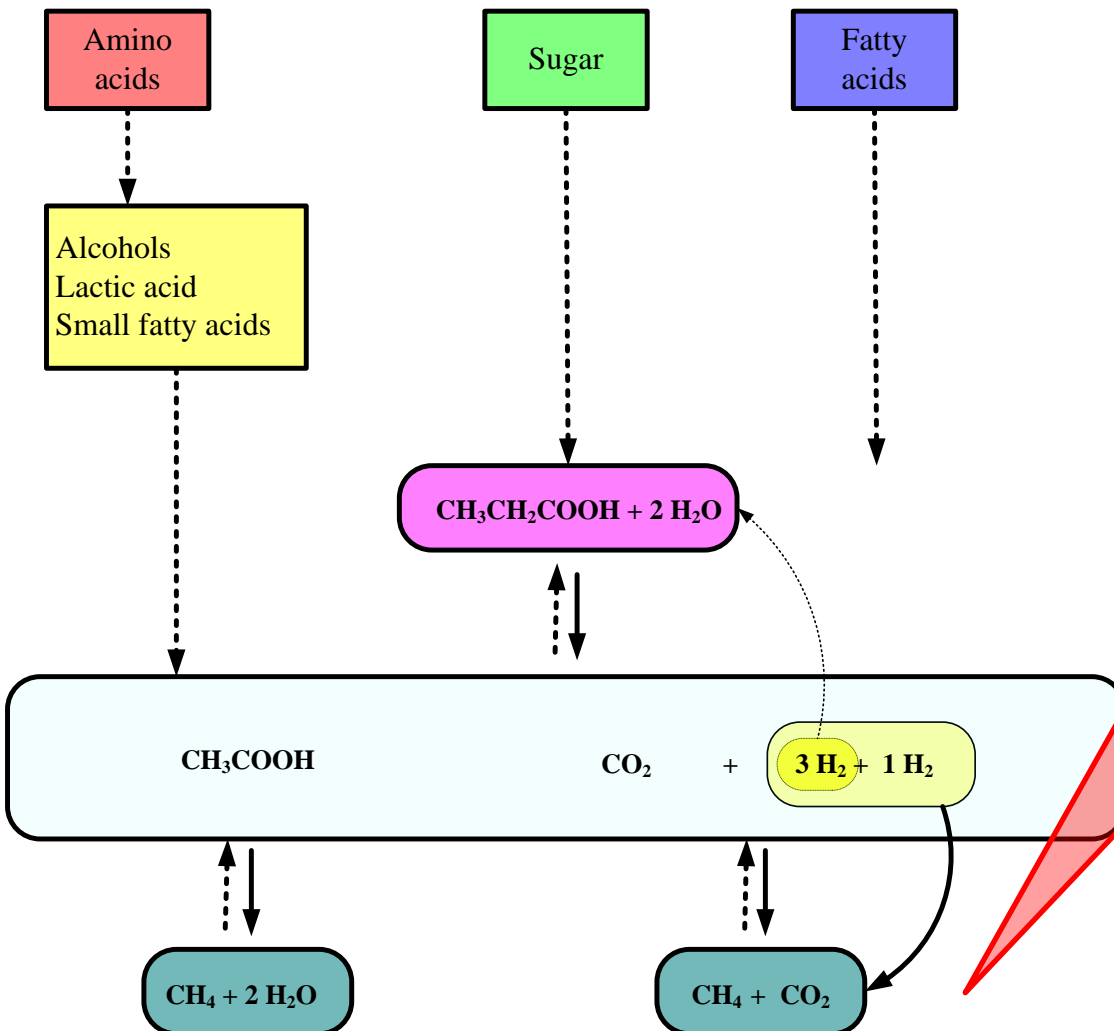 Amino
acids
Sugar
Fatty
acids
Alcohols
Lactic acid
Small fatty acids
CH₃CH₂COOH + 2 H₂O
CH₃COOH
CO₂ + 3 H₂ + 1 H₂
CH₄ + 2 H₂O
CH₄ + CO₂